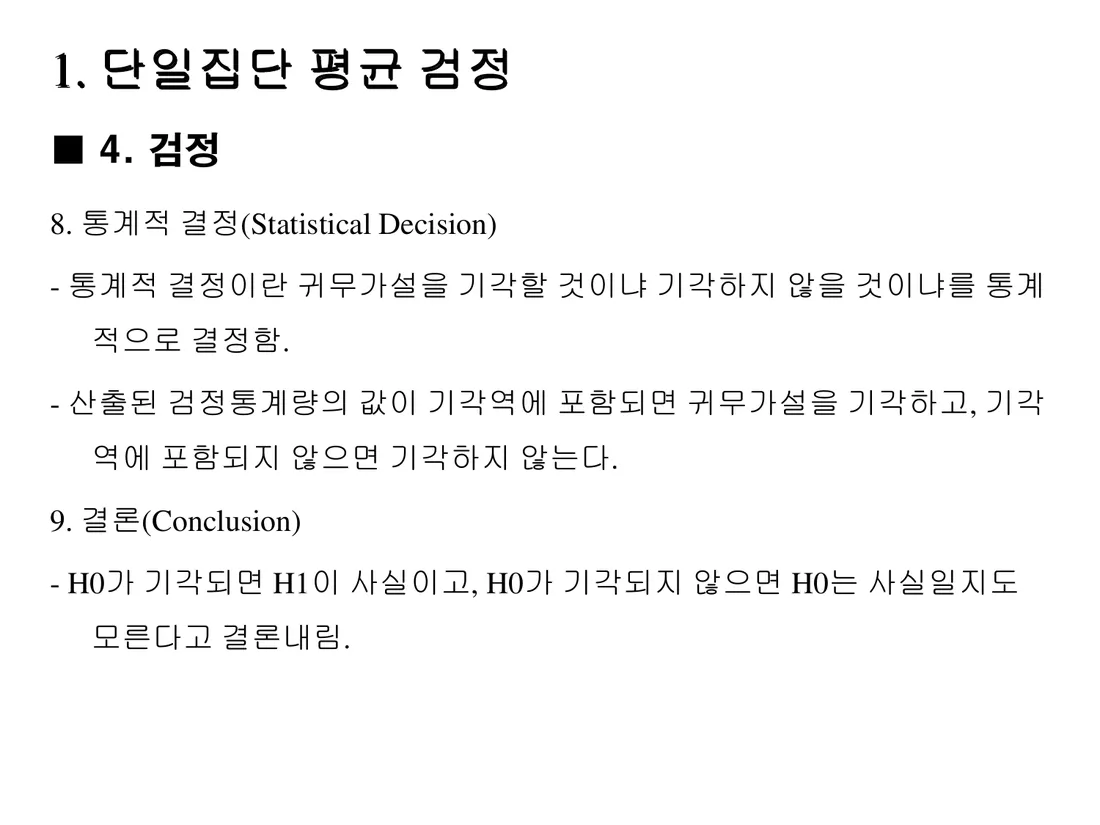 1. 단일집단 평균 검정
■ 4. 검정
8. 통계적 결정(Statistical Decision)
- 통계적 결정이란 귀무가설을 기각할 것이냐 기각하지 않을 것이냐를 통계
적으로 결정함.
- 산출된 검정통계량의 값이 기각역에 포함되면 귀무가설을 기각하고, 기각
역에 포함되지 않으면 기각하지 않는다.
9. 결론(Conclusion)
- H0가 기각되면 H1이 사실이고, H0가 기각되지 않으면 H0는 사실일지도
모른다고 결론내림.